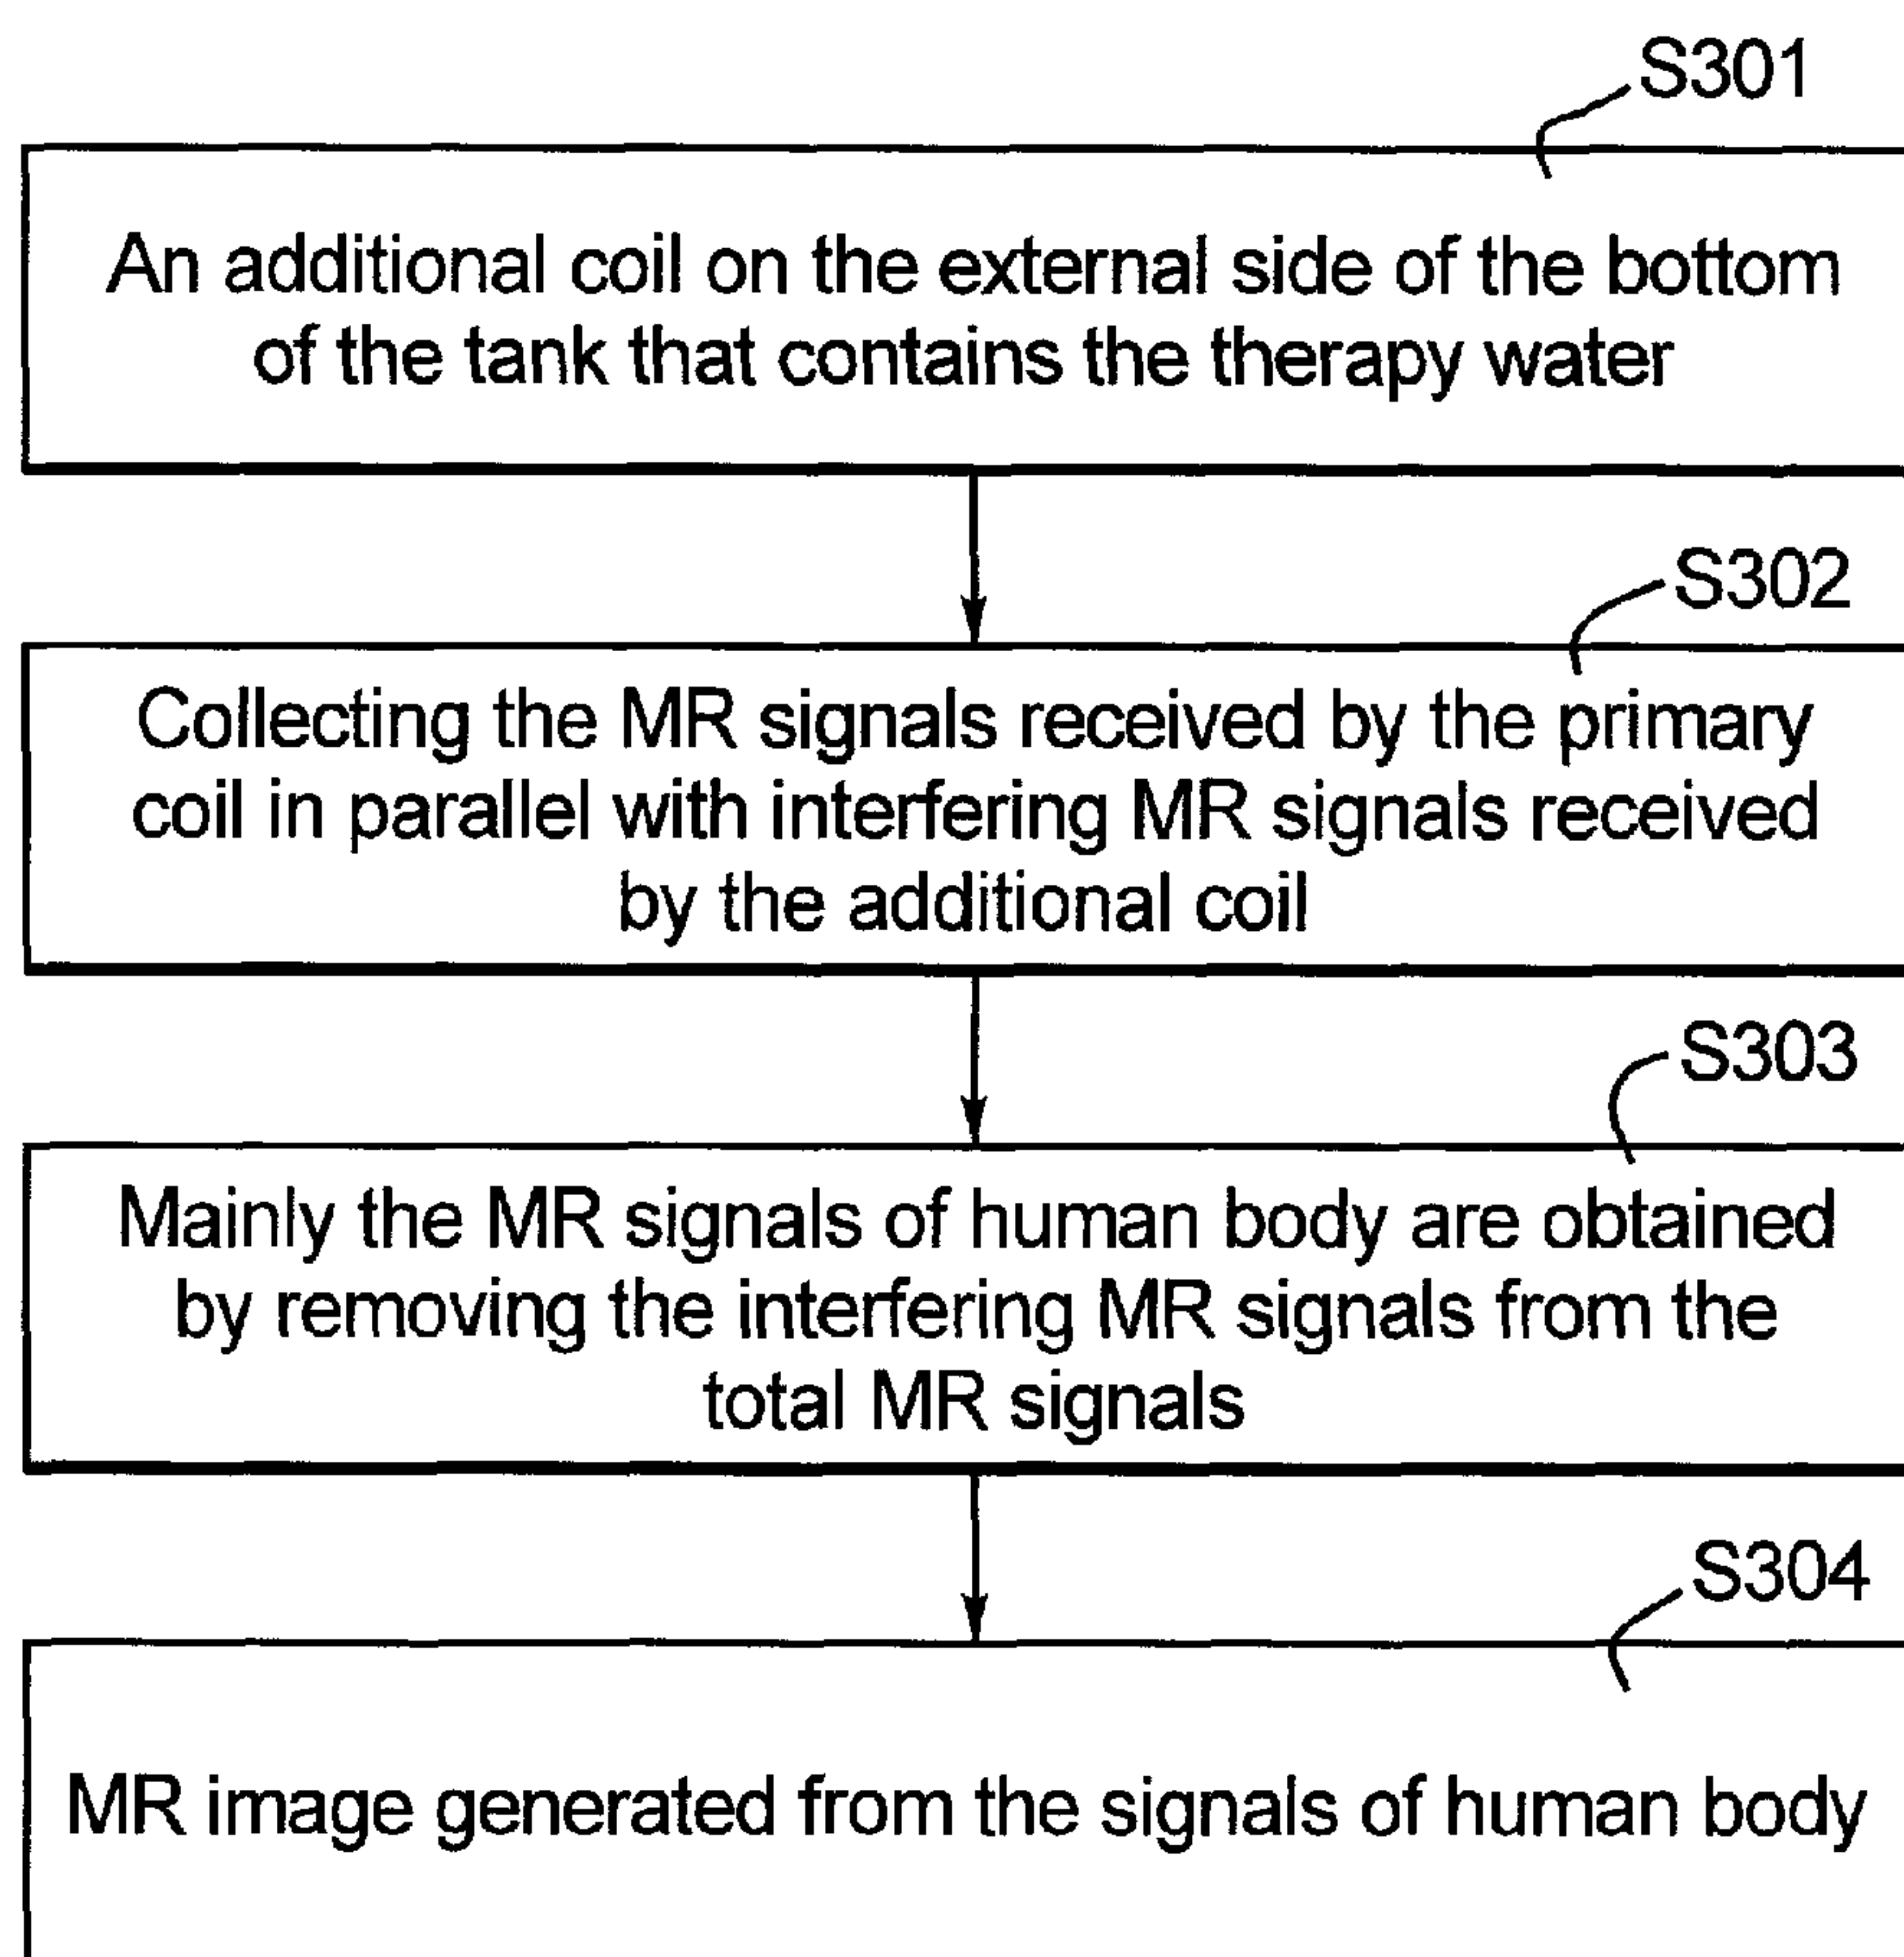 S301
An additional coil on the external side of the bottom
of the tank that contains the therapy water
S302
Collecting the MR signals received by the primary
coil in parallel with interfering MR signals received
by the additional coil
S303
Mainly the MR signals of human body are obtained
by removing the interfering MR signals from the
total MR signals
S304
MR image generated from the signals of human body